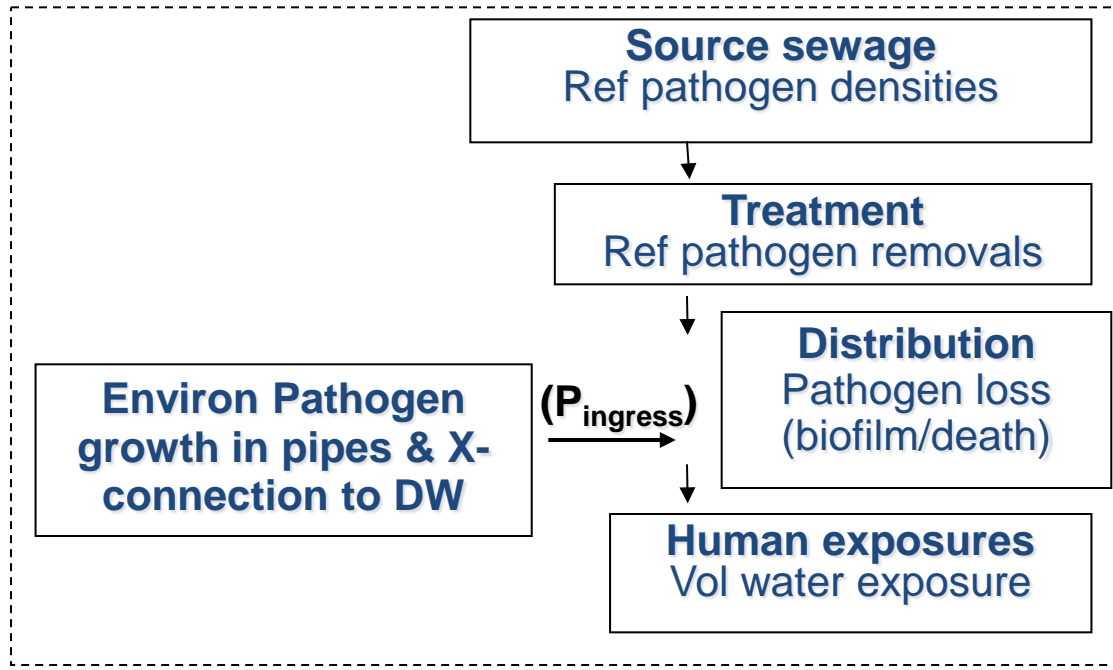 Source sewage
Ref pathogen densities
Treatment
Ref pathogen removals
Distribution
Pathogen loss
(biofilm/death)
Environ Pathogen
growth in pipes & X-
connection to DW
(Pingress)
Human exposures
Vol water exposure